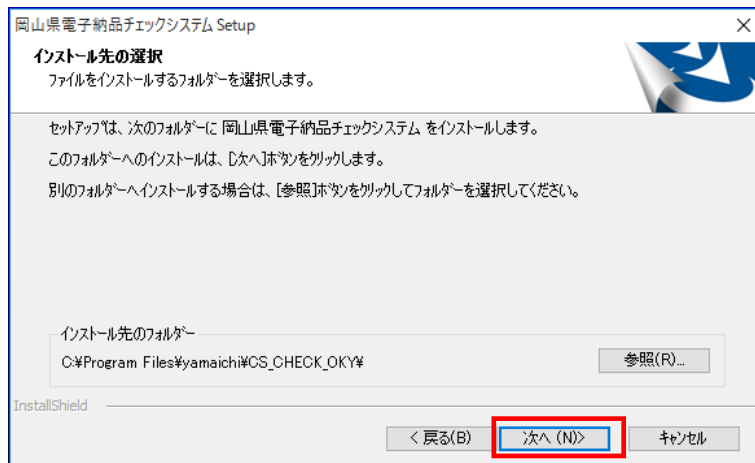 岡山県電子納品チェックシステム Setup
インストール先の選択
ファイルをインストールするフォルダーを選択します。
セットアップは、次のフォルダーに 岡山県電子納品チェックシステム をインストールします。
このフォルダーへのインストールは、[次へ]ボタンをクリックします。
別のフォルダーへインストールする場合は、[参照]ボタンをクリックしてフォルダーを選択してください。
インストール先のフォルダー
C:¥Program Files¥yamaichi¥CS_CHECK_OKY¥
参照(R)...
InstallShield
< 戻る(B)
次へ (N)>
キャンセル